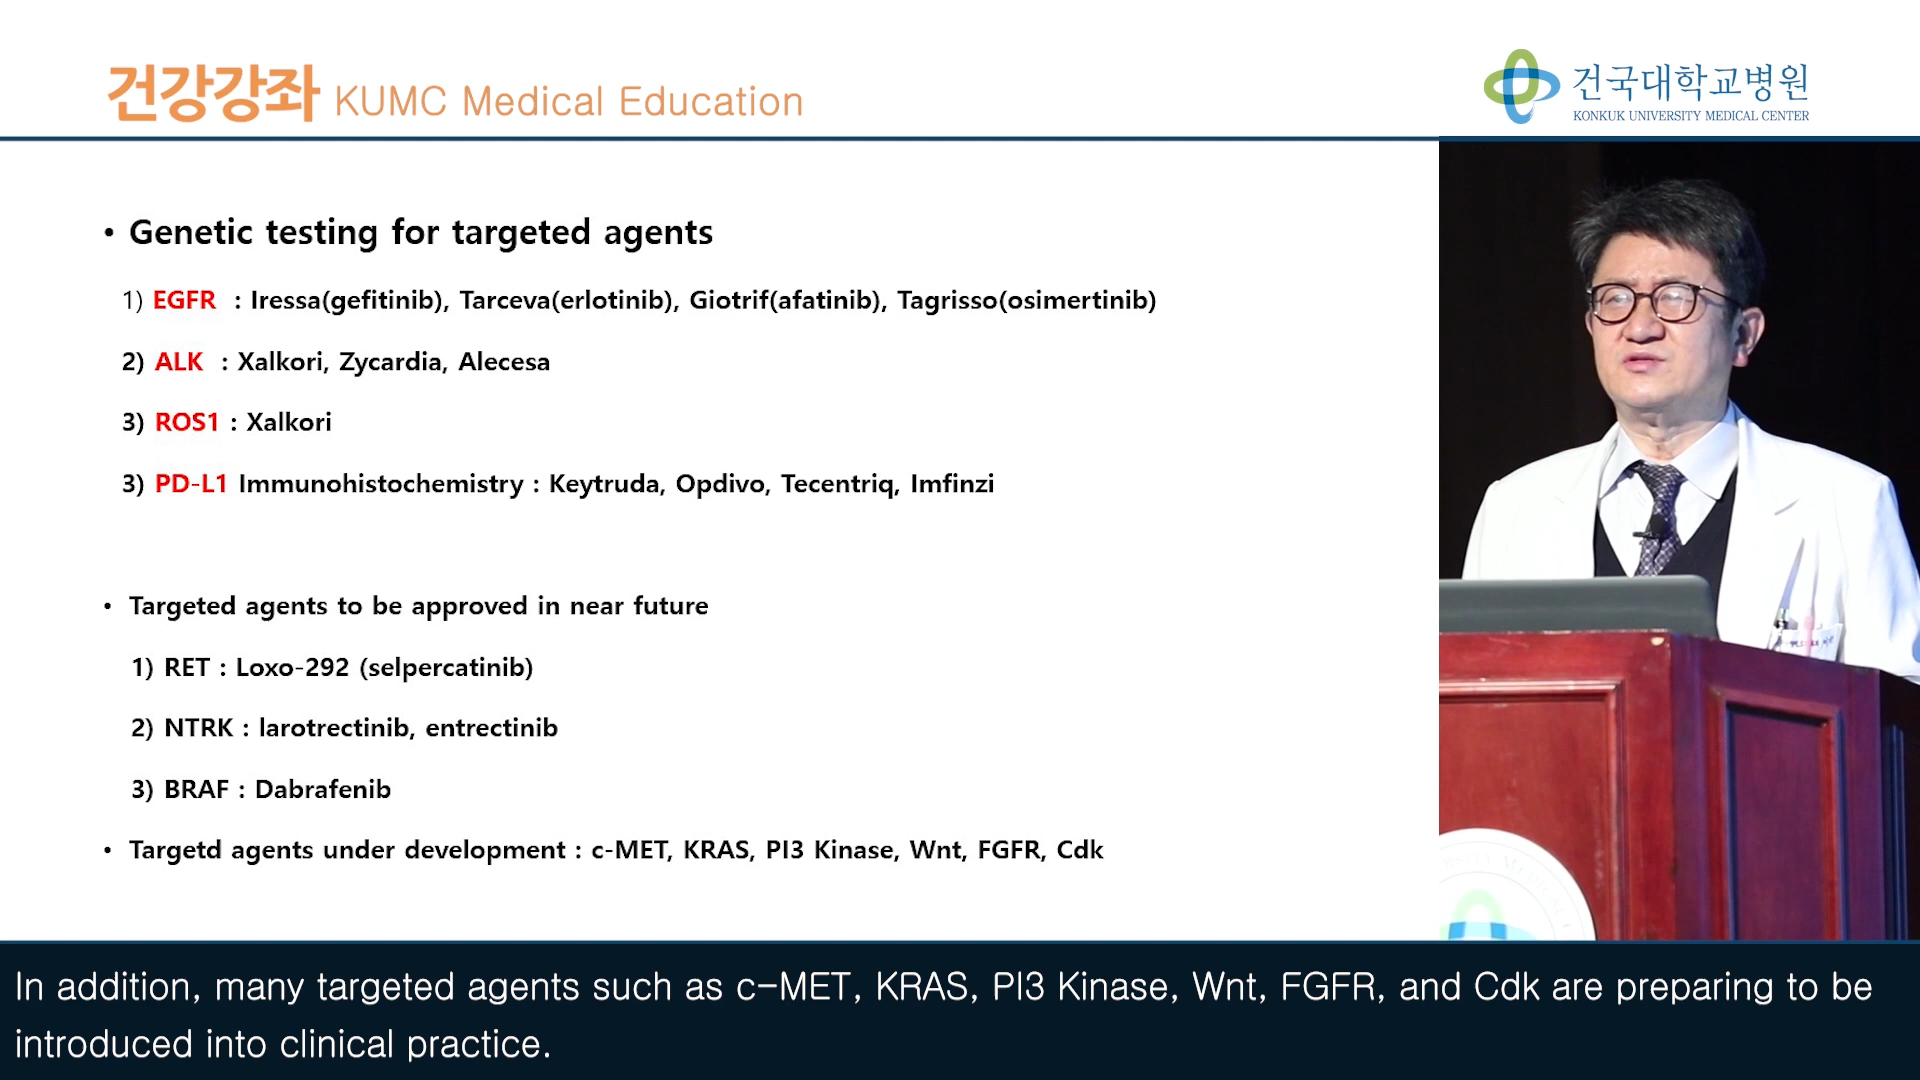 건강강좌 KUMC Medical Education
건국대학교병원
KONKUK UNIVERSITY MEDICAL CENTER
• Genetic testing for targeted agents
1) EGFR : Iressa(gefitinib), Tarceva(erlotinib), Giotrif(afatinib), Tagrisso(osimertinib)
2) ALK : Xalkori, Zycardia, Alecesa
3) ROS1 : Xalkori
3) PD-L1 Immunohistochemistry : Keytruda, Opdivo, Tecentriq, Imfinzi
• Targeted agents to be approved in near future
1) RET : Loxo-292 (selpercatinib)
2) NTRK : larotrectinib, entrectinib
3) BRAF : Dabrafenib
• Targetd agents under development : c-MET, KRAS, PI3 Kinase, Wnt, FGFR, Cdk
In addition, many targeted agents such as c-MET, KRAS, PI3 Kinase, Wnt, FGFR, and Cdk are preparing to be
introduced into clinical practice.